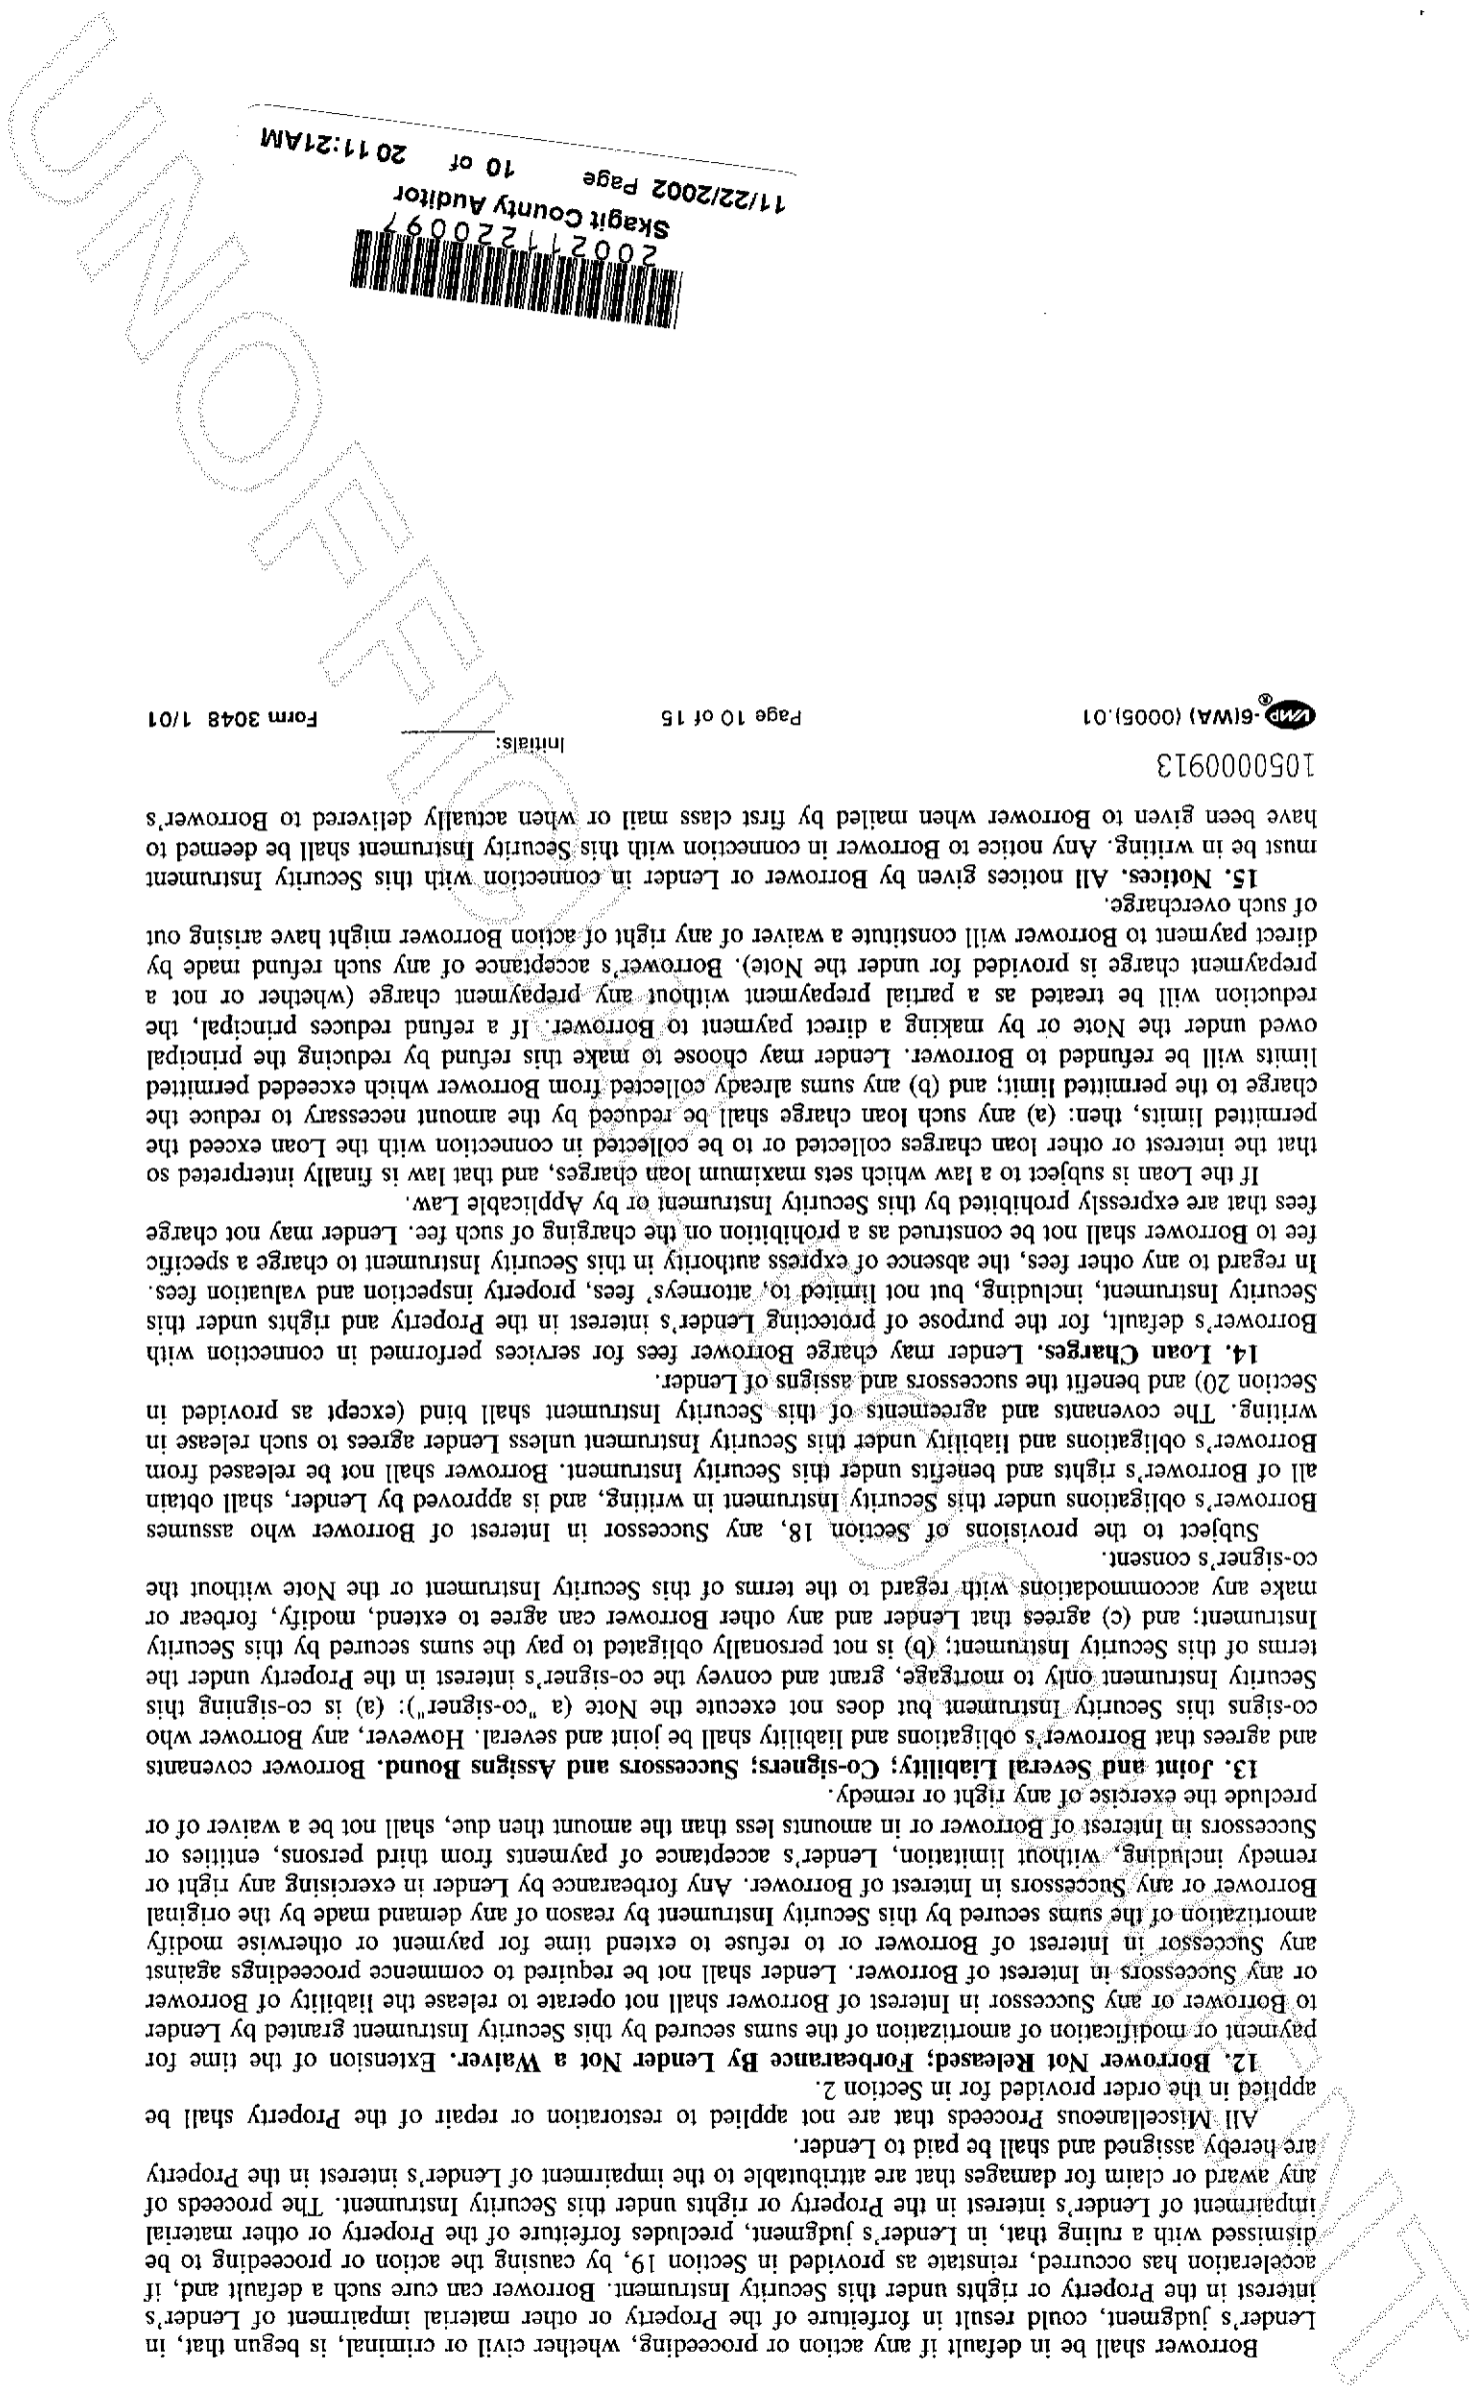 Borrower shall be in default if any action or proceeding, whether civil or criminal, is begun that, in
Lender's judgment, could result in forfeiture of the Property or other material impairment of Lender's
interest in the Property or rights under this Security Instrument. Borrower can cure such a default and, if
acceleration has occurred, reinstate as provided in Section 19, by causing the action or proceeding to be
dismissed with a ruling that, in Lender's judgment, precludes forfeiture of the Property or other material
impairment of Lender's interest in the Property or rights under this Security Instrument. The proceeds of
any award or claim for damages that are attributable to the impairment of Lender's interest in the Property
are hereby assigned and shall be paid to Lender.
All Miscellaneous Proceeds that are not applied to restoration or repair of the Property shall be
applied in the order provided for in Section 2.
12. Borrower Not Released; Forbearance By Lender Not a Waiver. Extension of the time for
payment or modification of amortization of the sums secured by this Security Instrument granted by Lender
to Borrower or any Successor in Interest of Borrower shall not operate to release the liability of Borrower
or any Successors in Interest of Borrower. Lender shall not be required to commence proceedings against
any Successor in Interest of Borrower or to refuse to extend time for payment or otherwise modify
amortization of the sums secured by this Security Instrument by reason of any demand made by the original
Borrower or any Successors in Interest of Borrower. Any forbearance by Lender in exercising any right or
remedy including, without limitation, Lender's acceptance of payments from third persons, entities or
Successors in Interest of Borrower or in amounts less than the amount then due, shall not be a waiver of or
preclude the exercise of any right or remedy.
13. Joint and Several Liability; Co-signers; Successors and Assigns Bound. Borrower covenants
and agrees that Borrower's obligations and liability shall be joint and several. However, any Borrower who
co-signs this Security Instrument but does not execute the Note (a "co-signer"): (a) is co-signing this
Security Instrument only to mortgage, grant and convey the co-signer's interest in the Property under the
terms of this Security Instrument; (b) is not personally obligated to pay the sums secured by this Security
Instrument; and (c) agrees that Lender and any other Borrower can agree to extend, modify, forbear or
make any accommodations with regard to the terms of this Security Instrument or the Note without the
co-signer's consent.
Subject to the provisions of Section 18, any Successor in Interest of Borrower who assumes
Borrower's obligations under this Security Instrument in writing, and is approved by Lender, shall obtain
all of Borrower's rights and benefits under this Security Instrument. Borrower shall not be released from
Borrower's obligations and liability under this Security Instrument unless Lender agrees to such release in
writing. The covenants and agreements of this Security Instrument shall bind (except as provided in
Section 20) and benefit the successors and assigns of Lender.
14. Loan Charges. Lender may charge Borrower fees for services performed in connection with
Borrower's default, for the purpose of protecting Lender's interest in the Property and rights under this
Security Instrument, including, but not limited to, attorneys' fees, property inspection and valuation fees.
In regard to any other fees, the absence of express authority in this Security Instrument to charge a specific
fee to Borrower shall not be construed as a prohibition on the charging of such fee. Lender may not charge
fees that are expressly prohibited by this Security Instrument or by Applicable Law.
If the Loan is subject to a law which sets maximum loan charges, and that law is finally interpreted so
that the interest or other loan charges collected or to be collected in connection with the Loan exceed the
permitted limits, then: (a) any such loan charge shall be reduced by the amount necessary to reduce the
charge to the permitted limit; and (b) any sums already collected from Borrower which exceeded permitted
limits will be refunded to Borrower. Lender may choose to make this refund by reducing the principal
owed under the Note or by making a direct payment to Borrower. If a refund reduces principal, the
reduction will be treated as a partial prepayment without any prepayment charge (whether or not a
prepayment charge is provided for under the Note). Borrower's acceptance of any such refund made by
direct payment to Borrower will constitute a waiver of any right of action Borrower might have arising out
of such overcharge.
15. Notices. All notices given by Borrower or Lender in connection with this Security Instrument
must be in writing. Any notice to Borrower in connection with this Security Instrument shall be deemed to
have been given to Borrower when mailed by first class mail or when actually delivered to Borrower's
1050000913
Initials:
VMP®-6(WA) (0005).01 Page 10 of 15 Form 3048 1/01
200211220097
Skagit County Auditor
11/22/2002 Page 10 of 20 11:21AM
UNOFFICIAL DOCUMENT